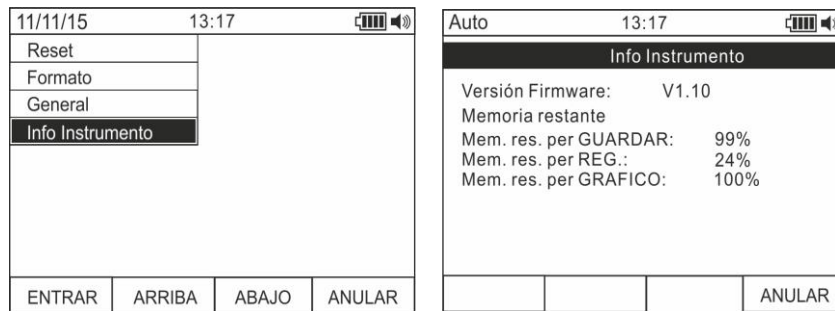 11/11/15 13:17
Reset
Formato
General
Info Instrumento
ENTRAR ARRIBA ABAJO ANULAR
Auto 13:17
Info Instrumento
Versión Firmware: V1.10
Memoria restante
Mem. res. per GUARDAR: 99%
Mem. res. per REG.: 24%
Mem. res. per GRAFICO: 100%
ANULAR